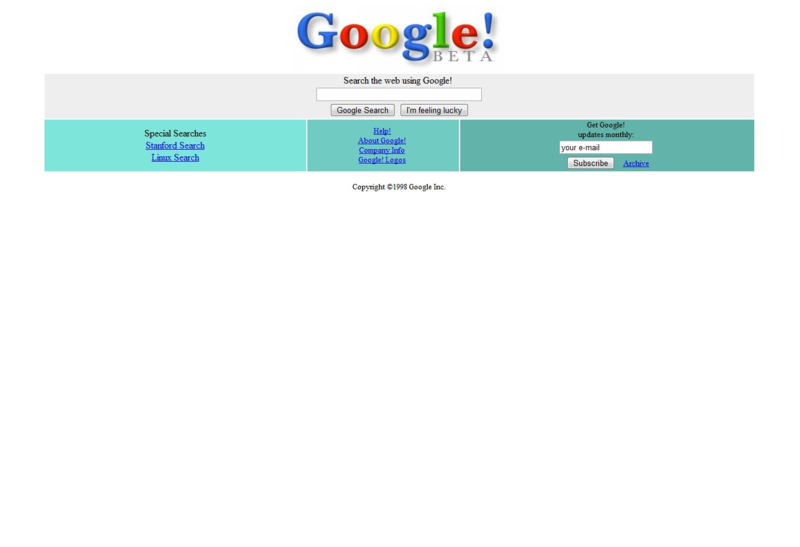 Google!
BETA
Search the web using Google!
Google Search I'm feeling lucky
Special Searches
Stanford Search
Linux Search
Help!
About Google!
Company Info
Google! Logos
Get Google!
updates monthly:
your e-mail
Subscribe Archive
Copyright ©1998 Google Inc.